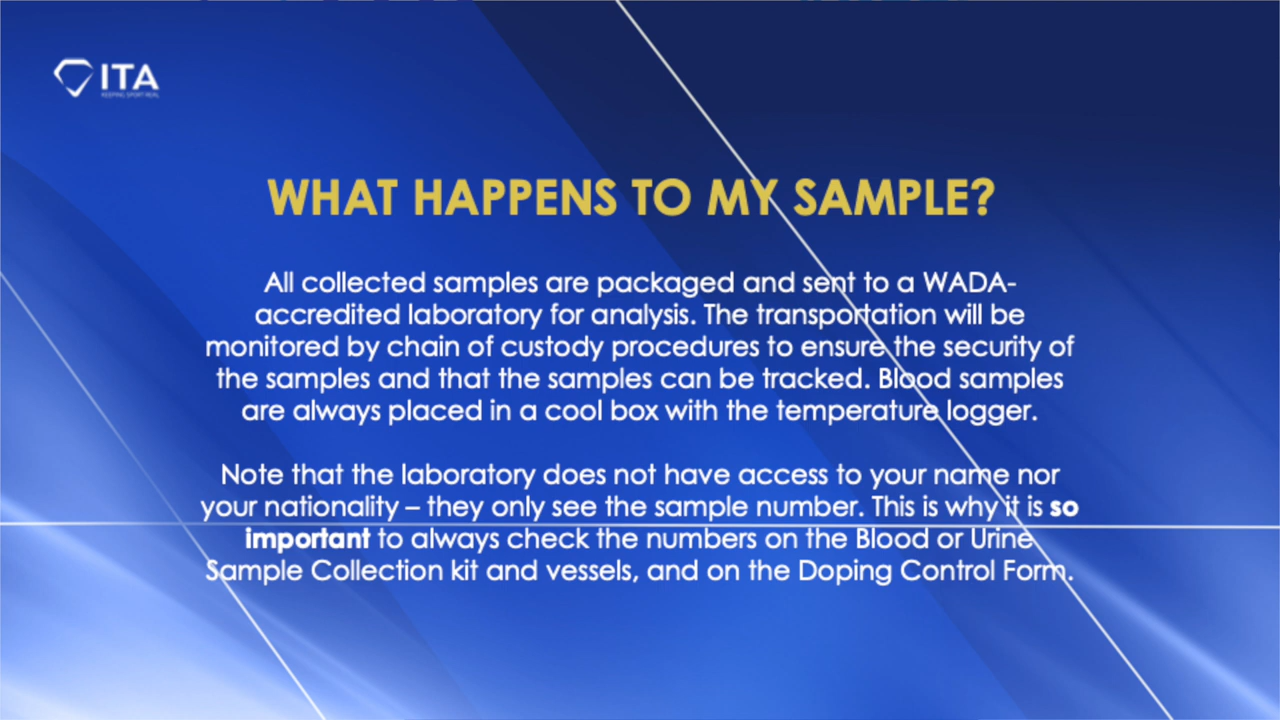 ITA
KEEPING SPORT REAL
WHAT HAPPENS TO MY SAMPLE?
All collected samples are packaged and sent to a WADA-
accredited laboratory for analysis. The transportation will be
monitored by chain of custody procedures to ensure the security of
the samples and that the samples can be tracked. Blood samples
are always placed in a cool box with the temperature logger.
Note that the laboratory does not have access to your name nor
your nationality – they only see the sample number. This is why it is so
important to always check the numbers on the Blood or Urine
Sample Collection kit and vessels, and on the Doping Control Form.